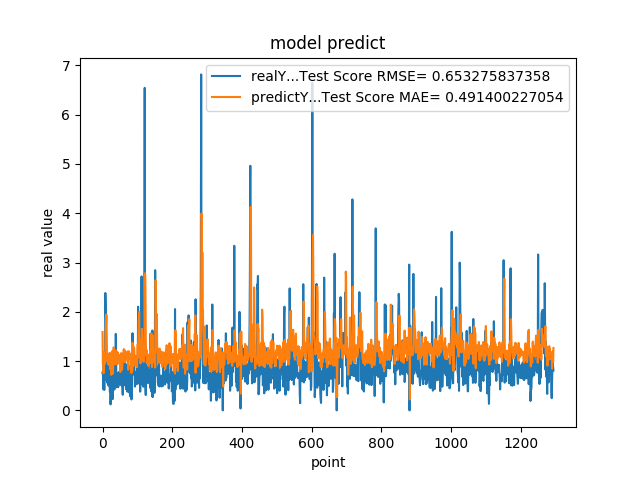 model predict
realY...Test Score RMSE= 0.653275837358
predictY...Test Score MAE= 0.491400227054
real value
7
6
5
4
3
2
1
0
0 200 400 600 800 1000 1200
point